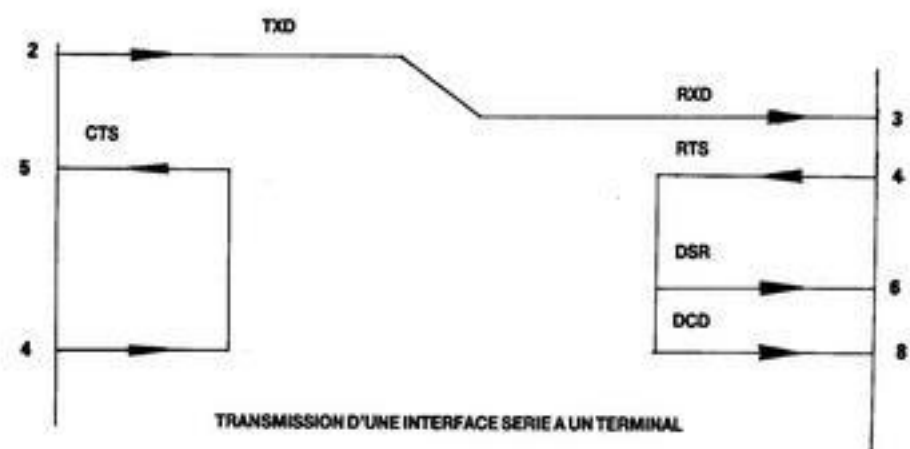 TXD
2
RXD
3
CTS
RTS
5
4
DSR
6
DCD
4
8
TRANSMISSION D'UNE INTERFACE SERIE A UN TERMINAL